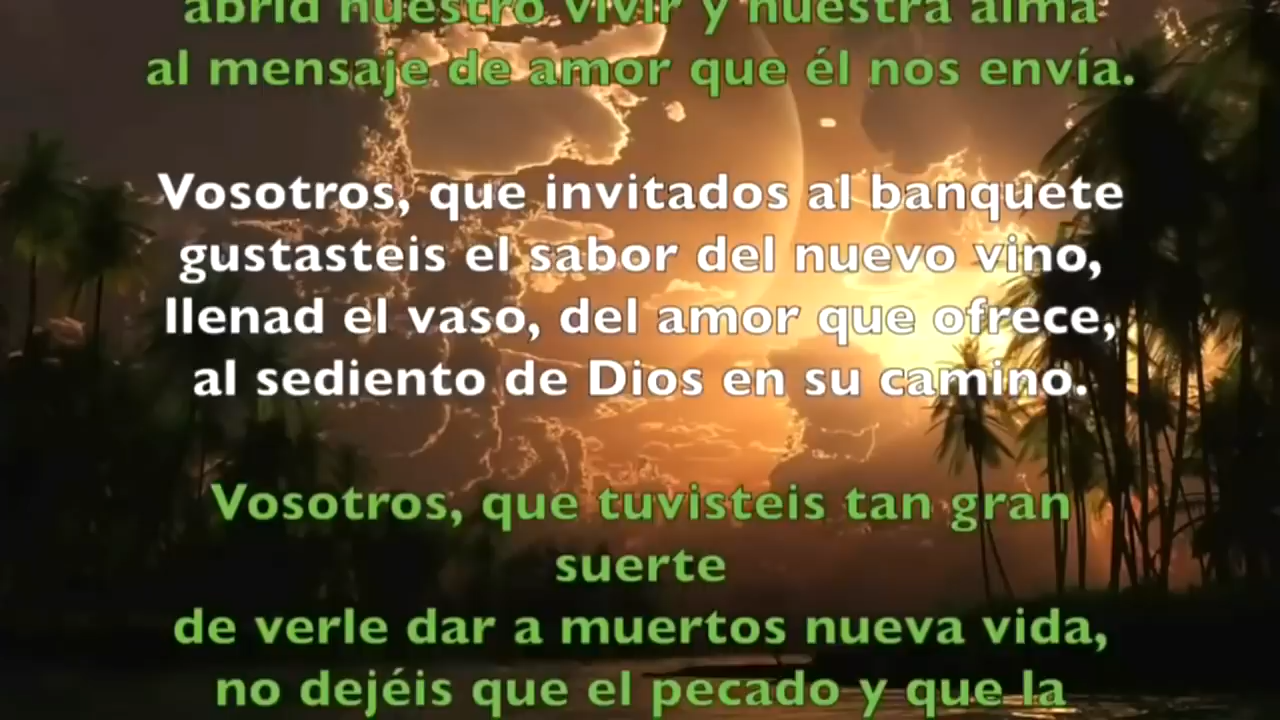 abrid nuestro vivir y nuestra alma
al mensaje de amor que él nos envía.
Vosotros, que invitados al banquete
gustasteis el sabor del nuevo vino,
llenad el vaso, del amor que ofrece,
al sediento de Dios en su camino.
Vosotros, que tuvisteis tan gran
suerte
de verle dar a muertos nueva vida,
no dejéis que el pecado y que la